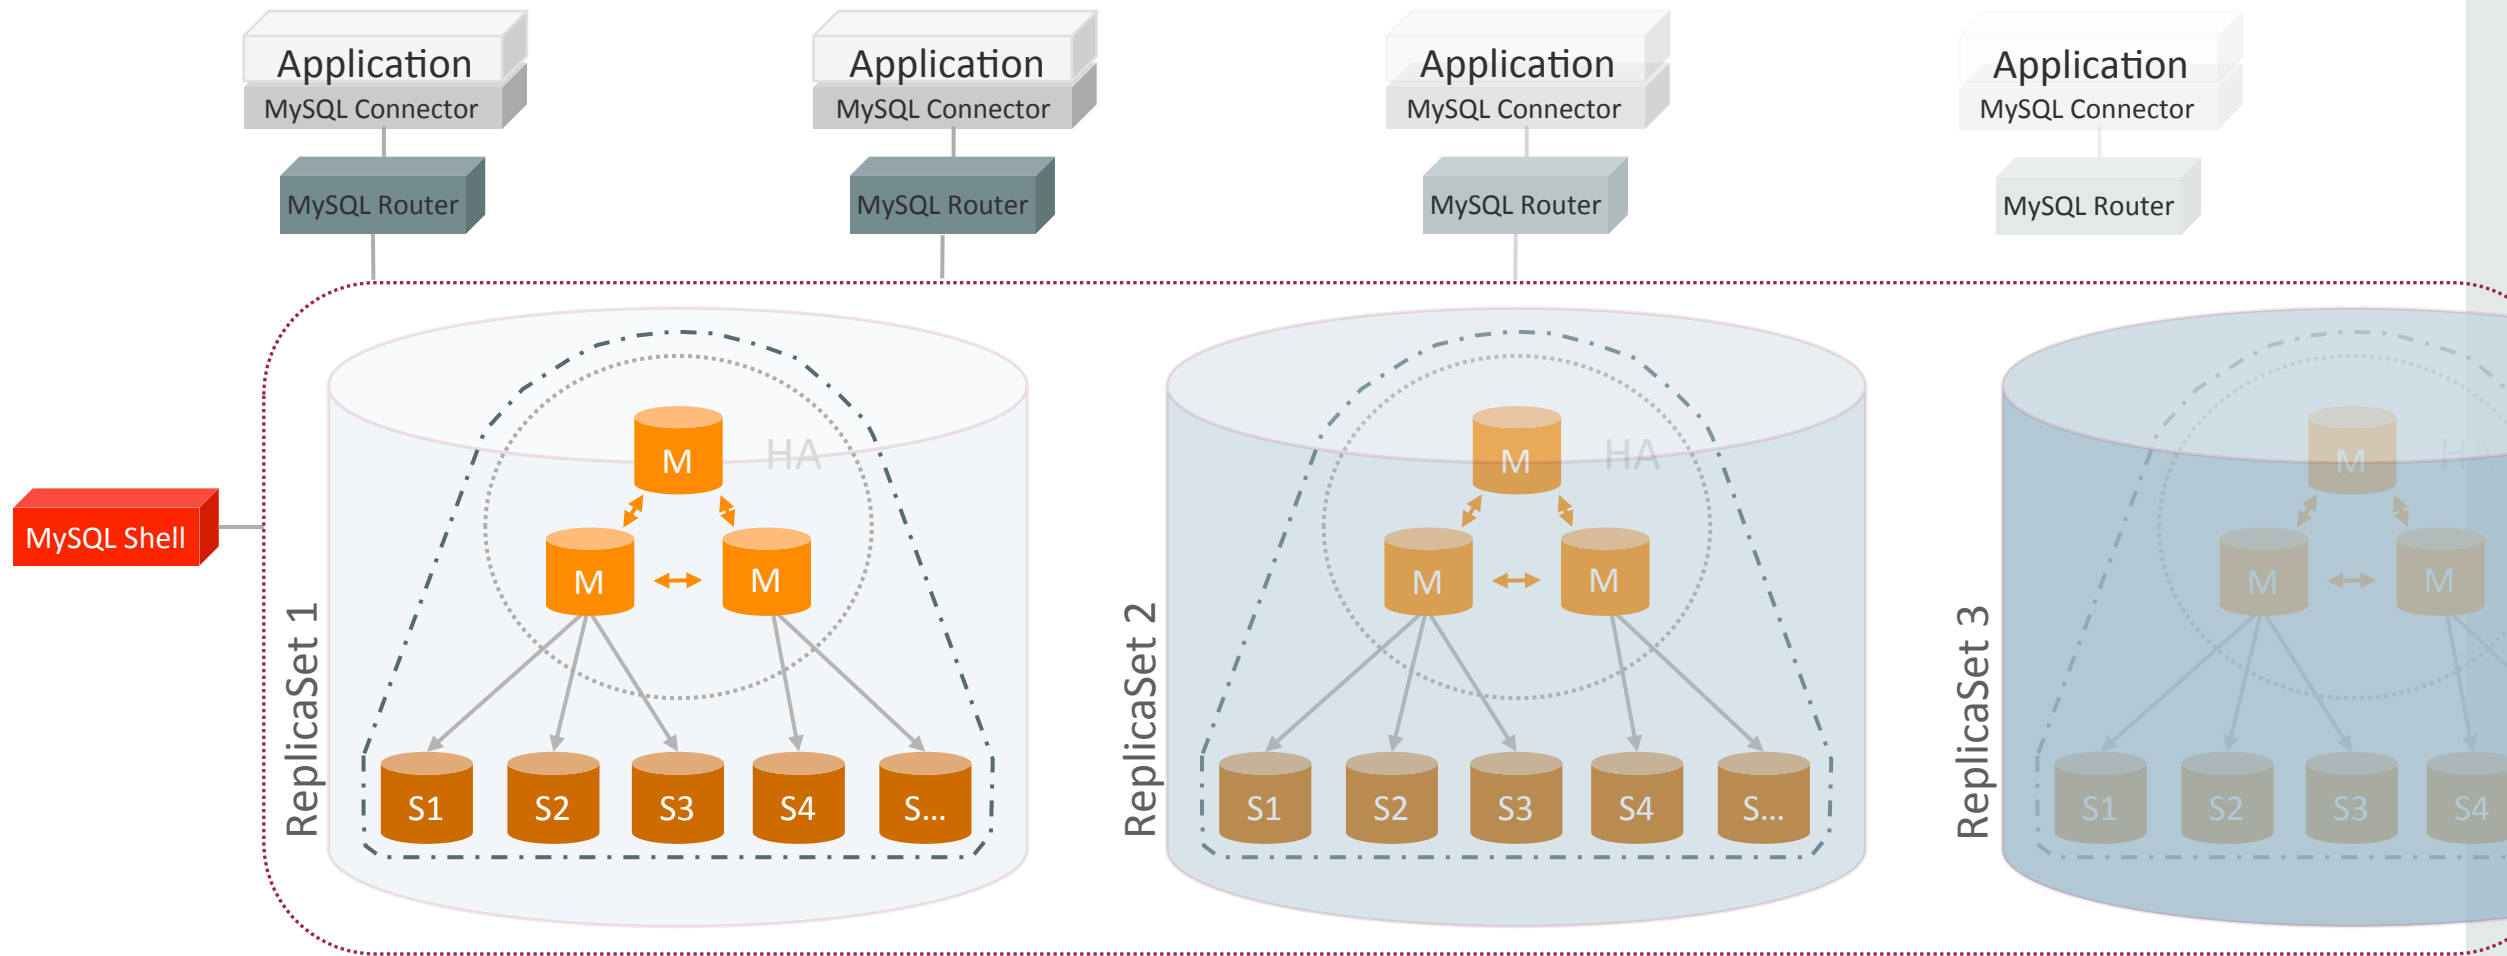 Application
MySQL Connector
MySQL Router
Application
MySQL Connector
MySQL Router
Application
MySQL Connector
MySQL Router
Application
MySQL Connector
MySQL Router
MySQL Shell
ReplicaSet 1
HA
M
M
M
S1
S2
S3
S4
S...
ReplicaSet 2
HA
M
M
M
S1
S2
S3
S4
S...
ReplicaSet 3
HA
M
M
M
S1
S2
S3
S4